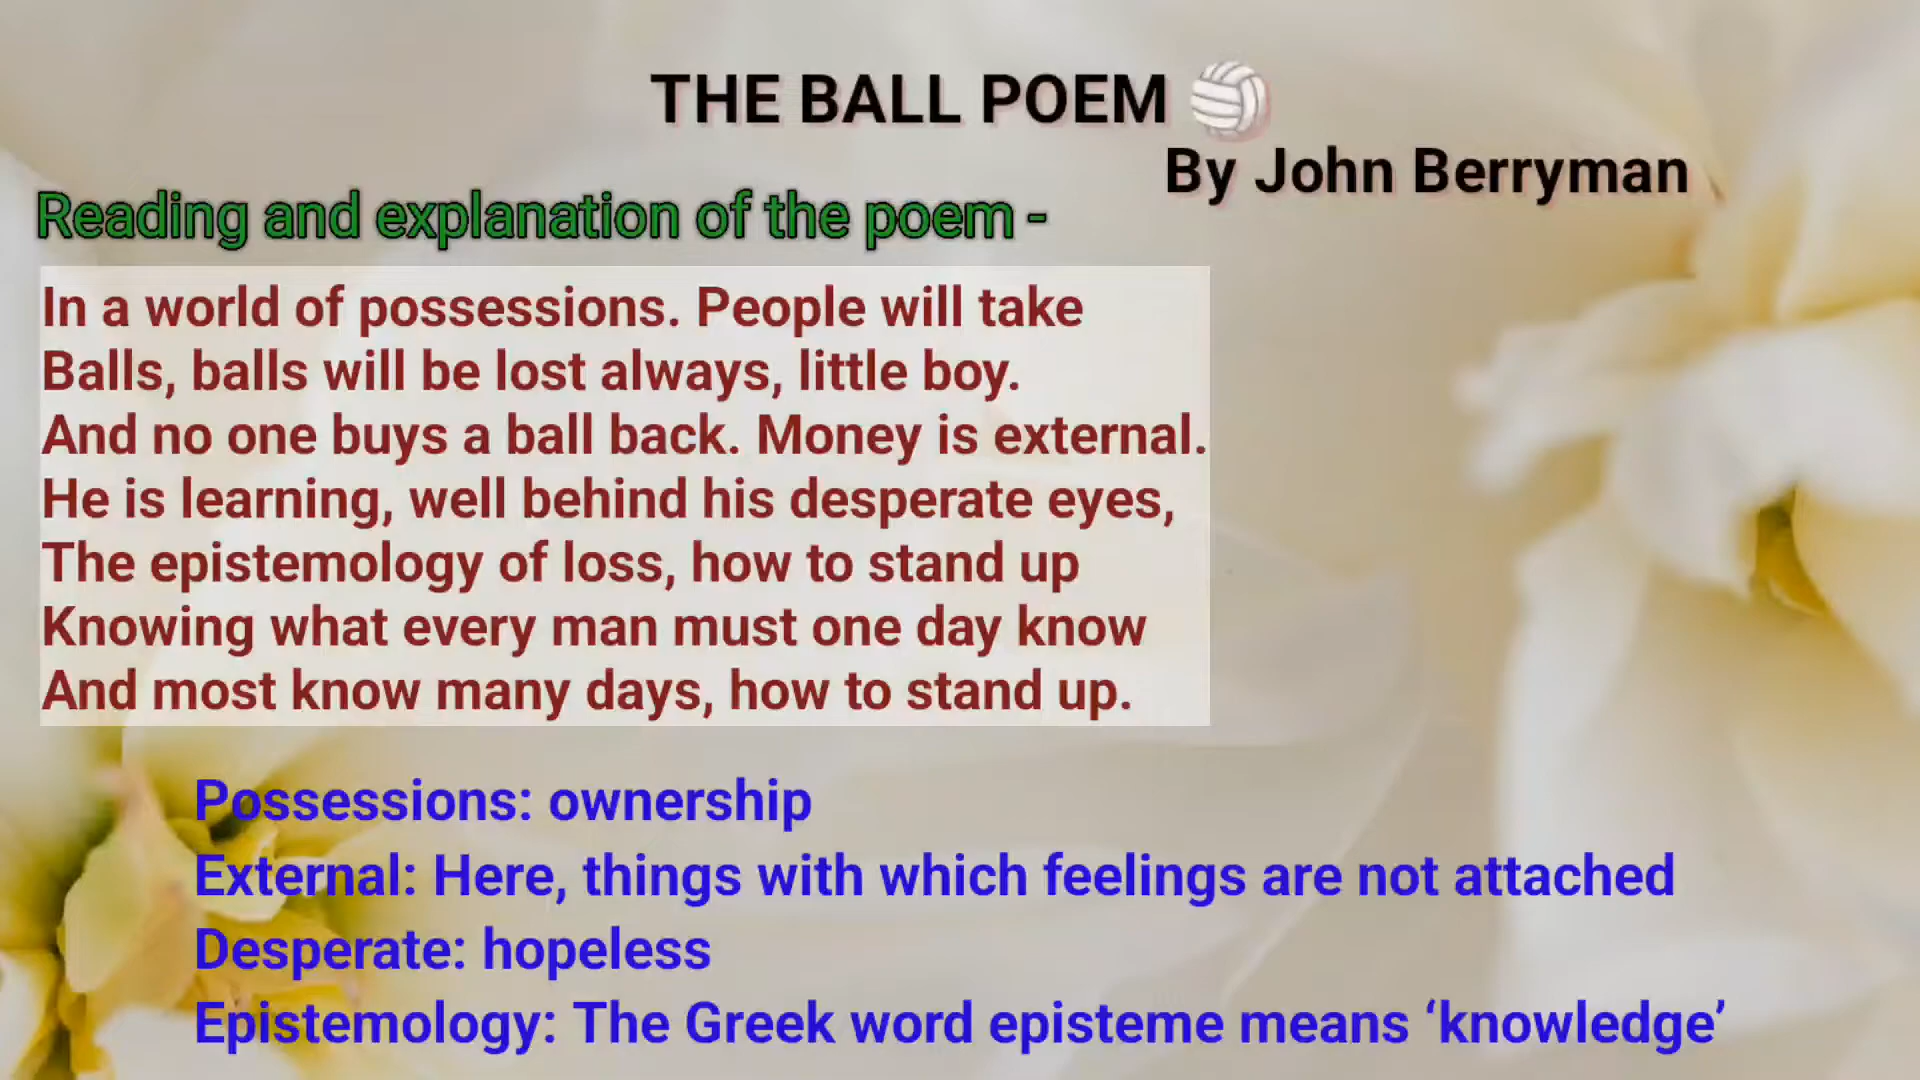 THE BALL POEM
By John Berryman
Reading and explanation of the poem -
In a world of possessions. People will take
Balls, balls will be lost always, little boy.
And no one buys a ball back. Money is external.
He is learning, well behind his desperate eyes,
The epistemology of loss, how to stand up
Knowing what every man must one day know
And most know many days, how to stand up.
Possessions: ownership
External: Here, things with which feelings are not attached
Desperate: hopeless
Epistemology: The Greek word episteme means ‘knowledge’